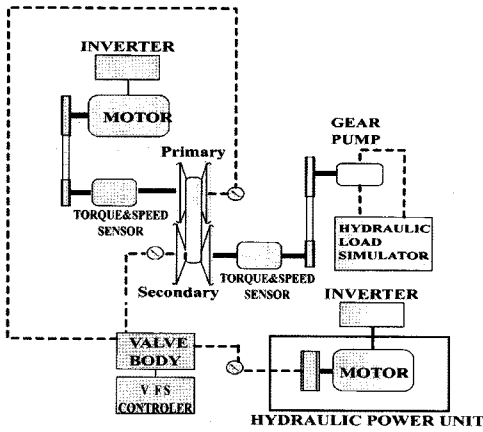 INVERTER
MOTOR
GEAR
PUMP
Primary
TORQUE&SPEED
SENSOR
HYDRAULIC
LOAD
SIMULATOR
TORQUE&SPEED
SENSOR
Secondary
INVERTER
VALVE
BODY
MOTOR
V F S
CONTROLER
HYDRAULIC POWER UNIT